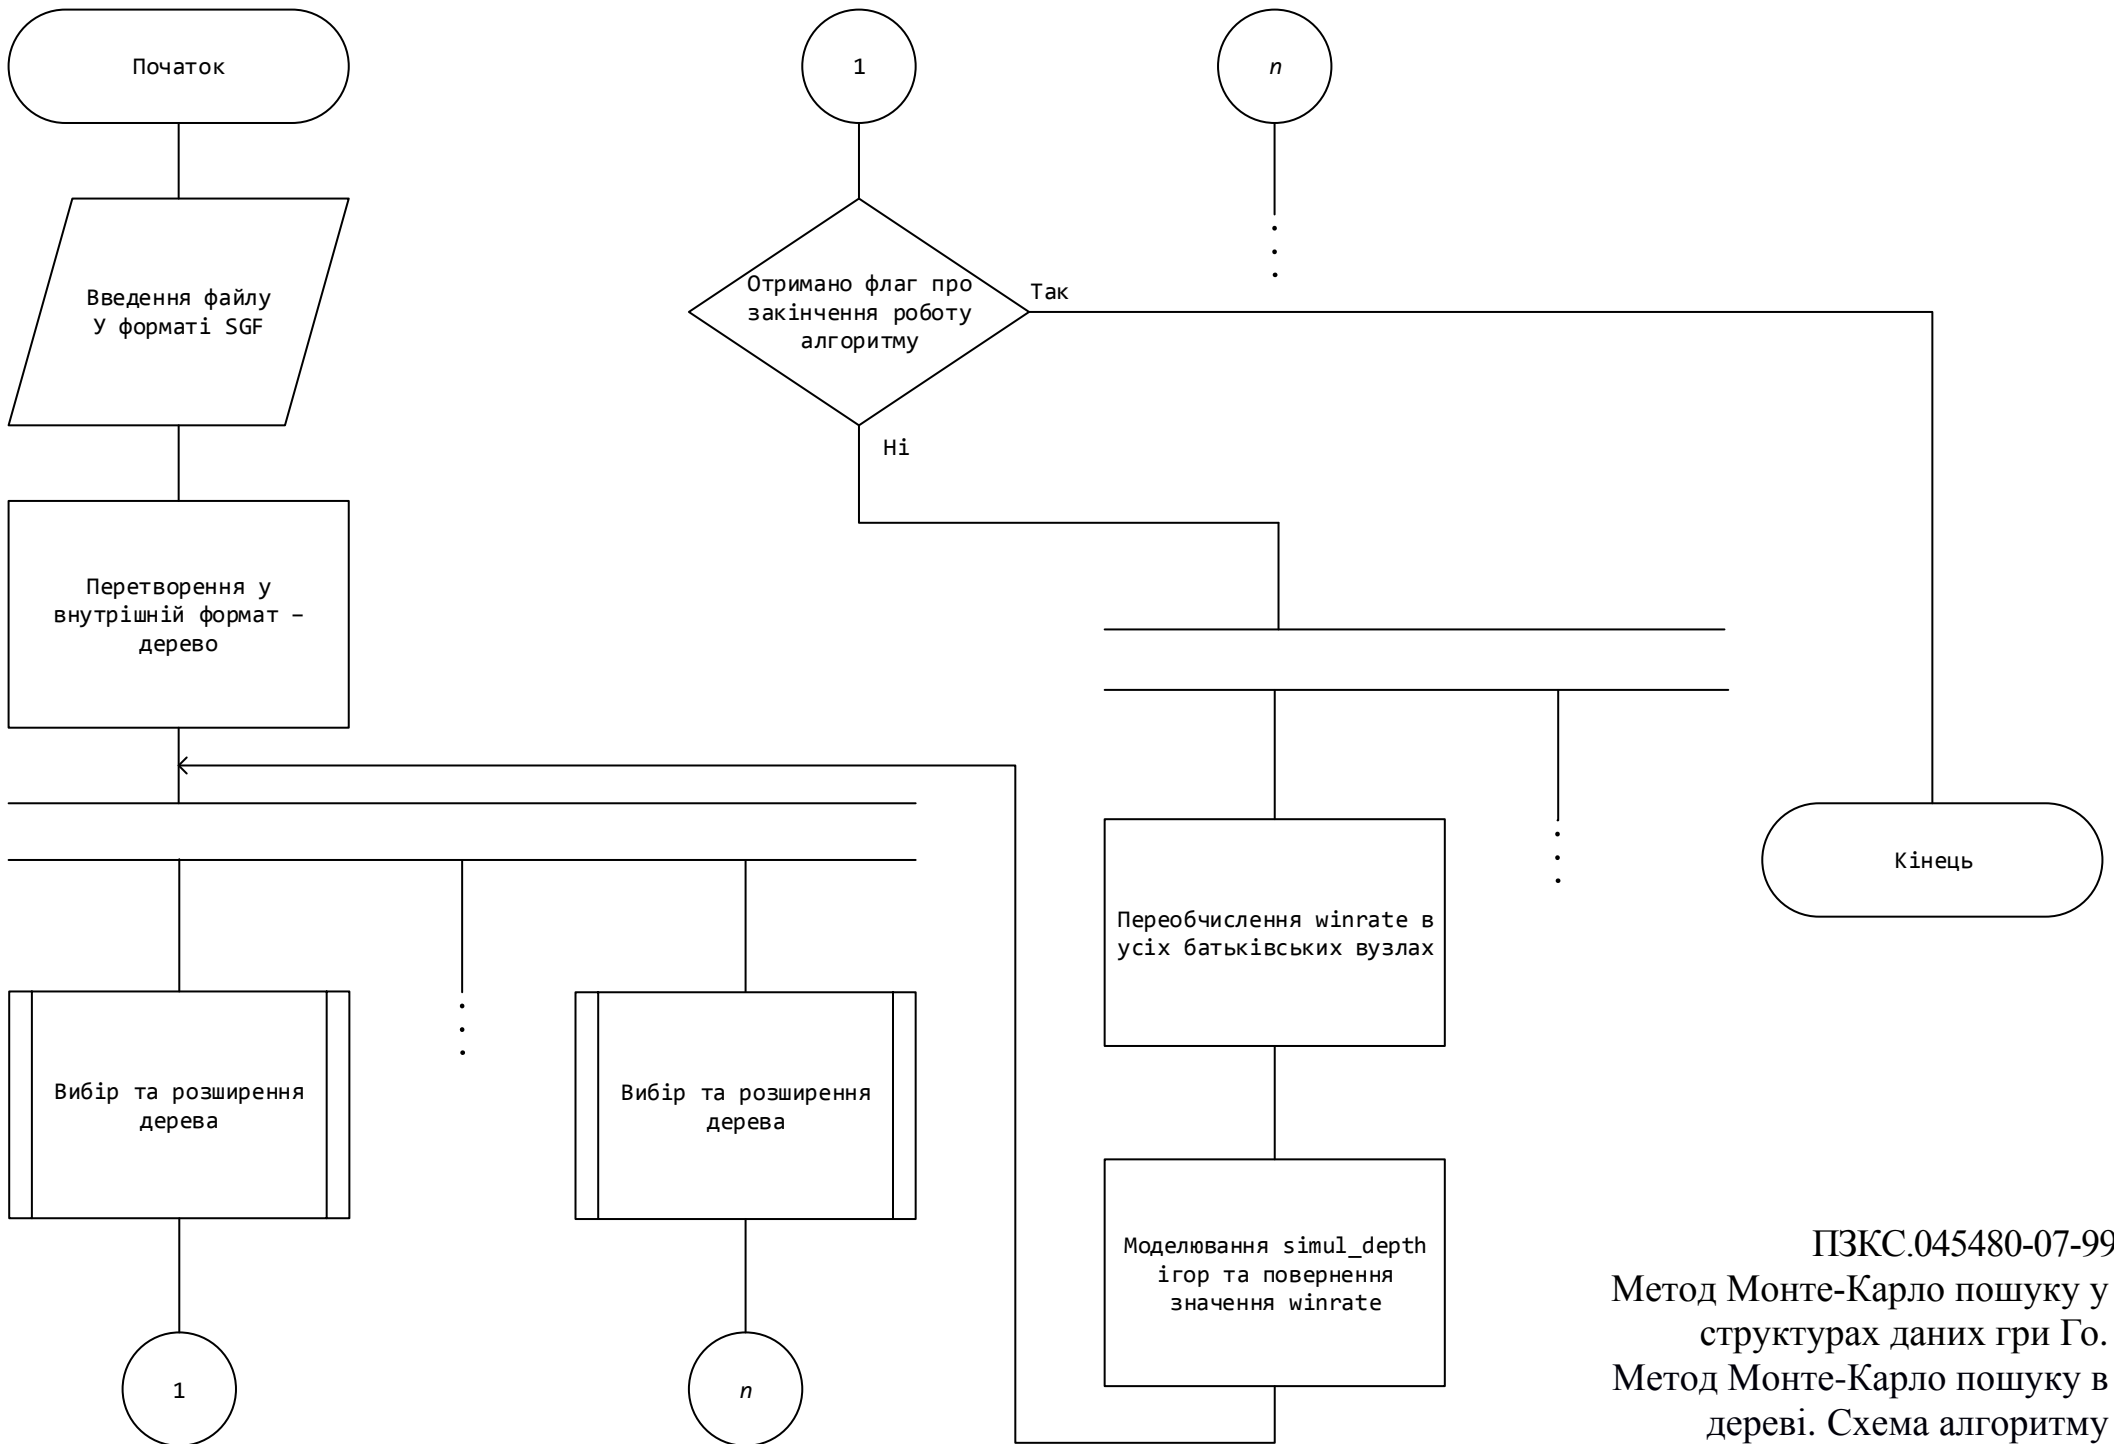 Початок
Введення файлу
У форматі SGF
Перетворення у
внутрішній формат –
дерево
Вибір та розширення
дерева
1
Вибір та розширення
дерева
n
1
Отримано флаг про
закінчення роботу
алгоритму
Так
Ні
n
Переобчислення winrate в
усіх батьківських вузлах
Моделювання simul_depth
ігор та повернення
значення winrate
Кінець
ПЗКС.045480-07-99
Метод Монте-Карло пошуку у
структурах даних гри Го.
Метод Монте-Карло пошуку в
дереві. Схема алгоритму